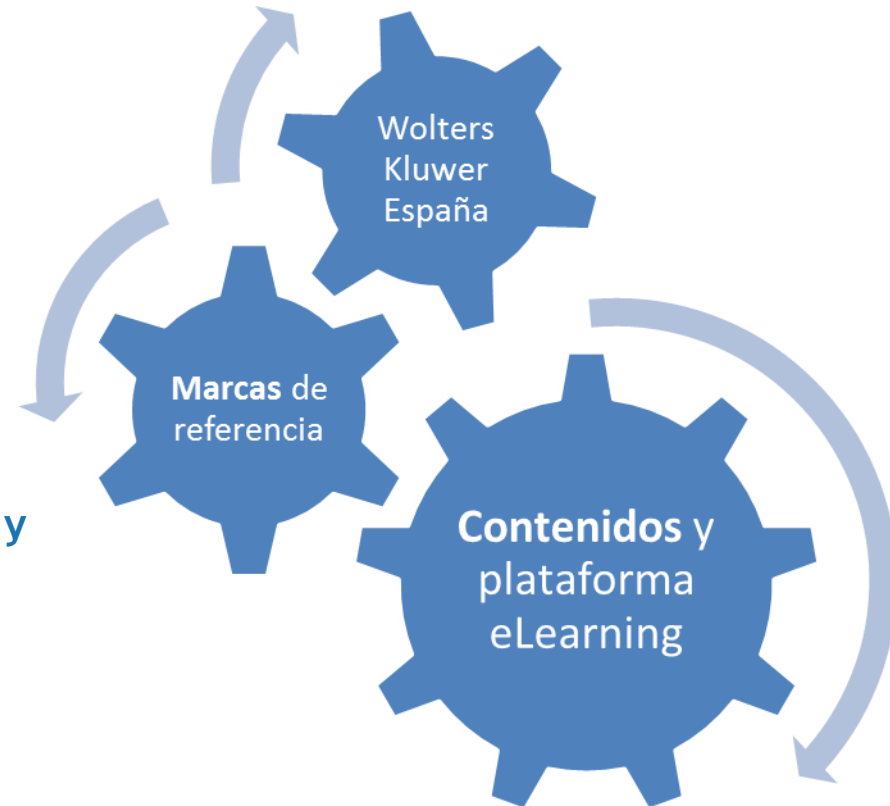 Wolters
Kluwer
España
Marcas de
referencia
y
Contenidos y
plataforma
eLearning